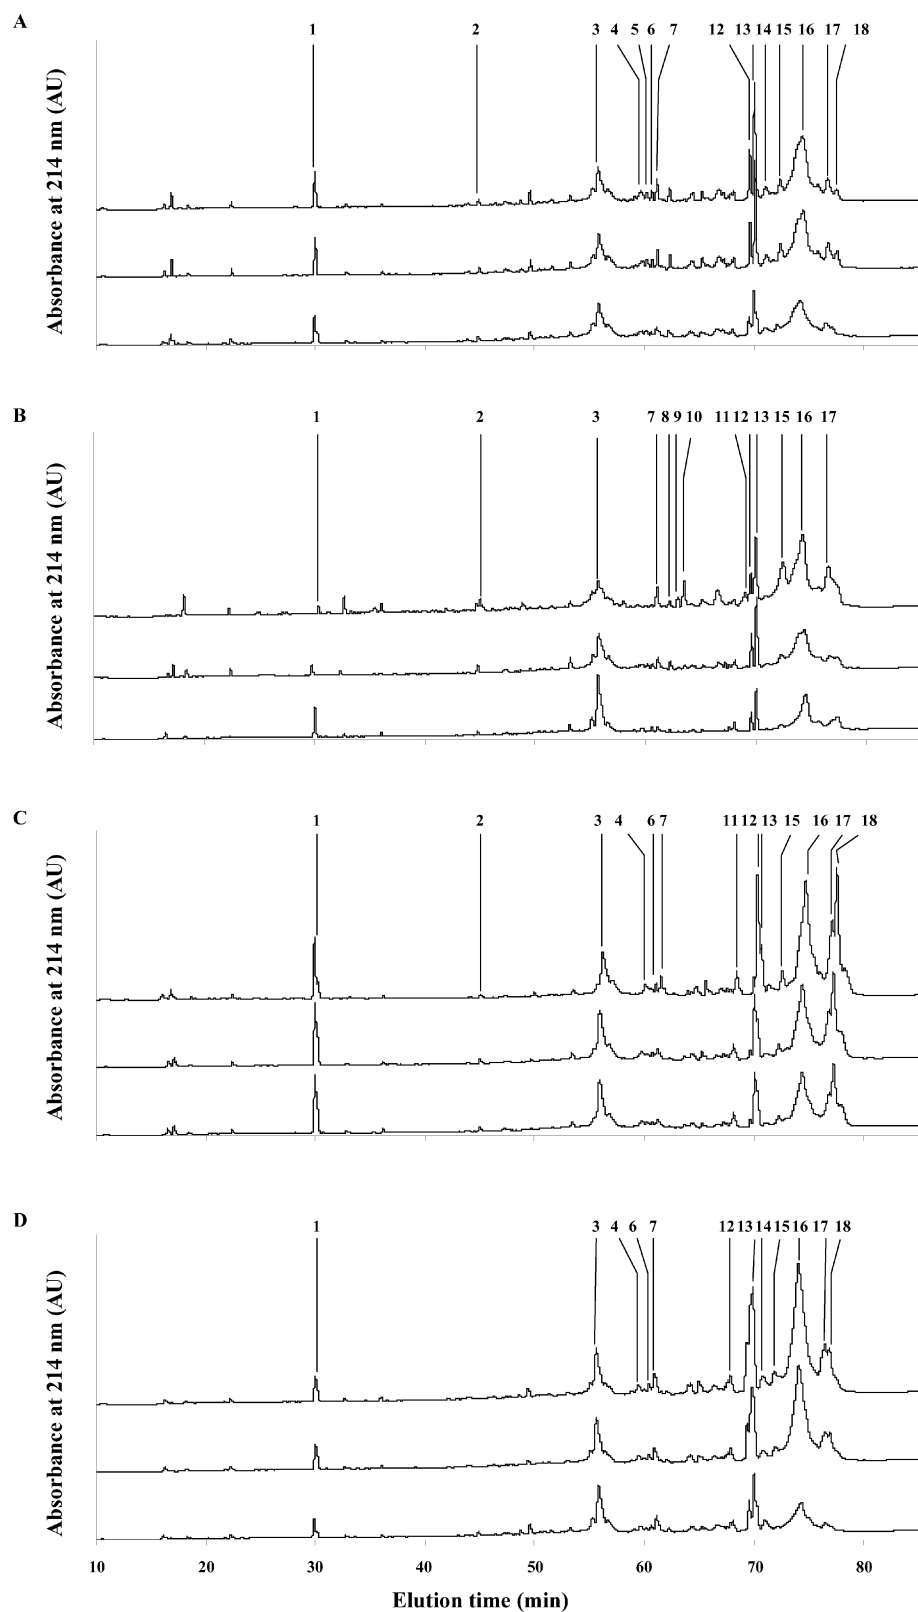 A
1 2 3 4 5 6 7 12 13 14 15 16 17 18
Absorbance at 214 nm (AU)
B
1 2 3 7 8 9 10 11 12 13 15 16 17
Absorbance at 214 nm (AU)
C
1 2 3 4 6 7 11 12 13 15 16 17 18
Absorbance at 214 nm (AU)
D
1 3 4 6 7 12 13 14 15 16 17 18
Absorbance at 214 nm (AU)
10 20 30 40 50 60 70 80
Elution time (min)